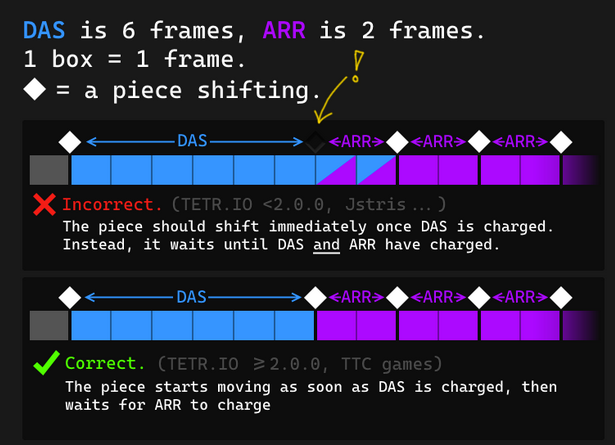 DAS is 6 frames, ARR is 2 frames.
1 box = 1 frame.
◆ = a piece shifting.
!
DAS ARR ARR ARR
Incorrect. (TETR.IO <2.0.0, Jstris...)
The piece should shift immediately once DAS is charged.
Instead, it waits until DAS and ARR have charged.
DAS ARR ARR ARR
Correct. (TETR.IO ≥2.0.0, TTC games)
The piece starts moving as soon as DAS is charged, then
waits for ARR to charge